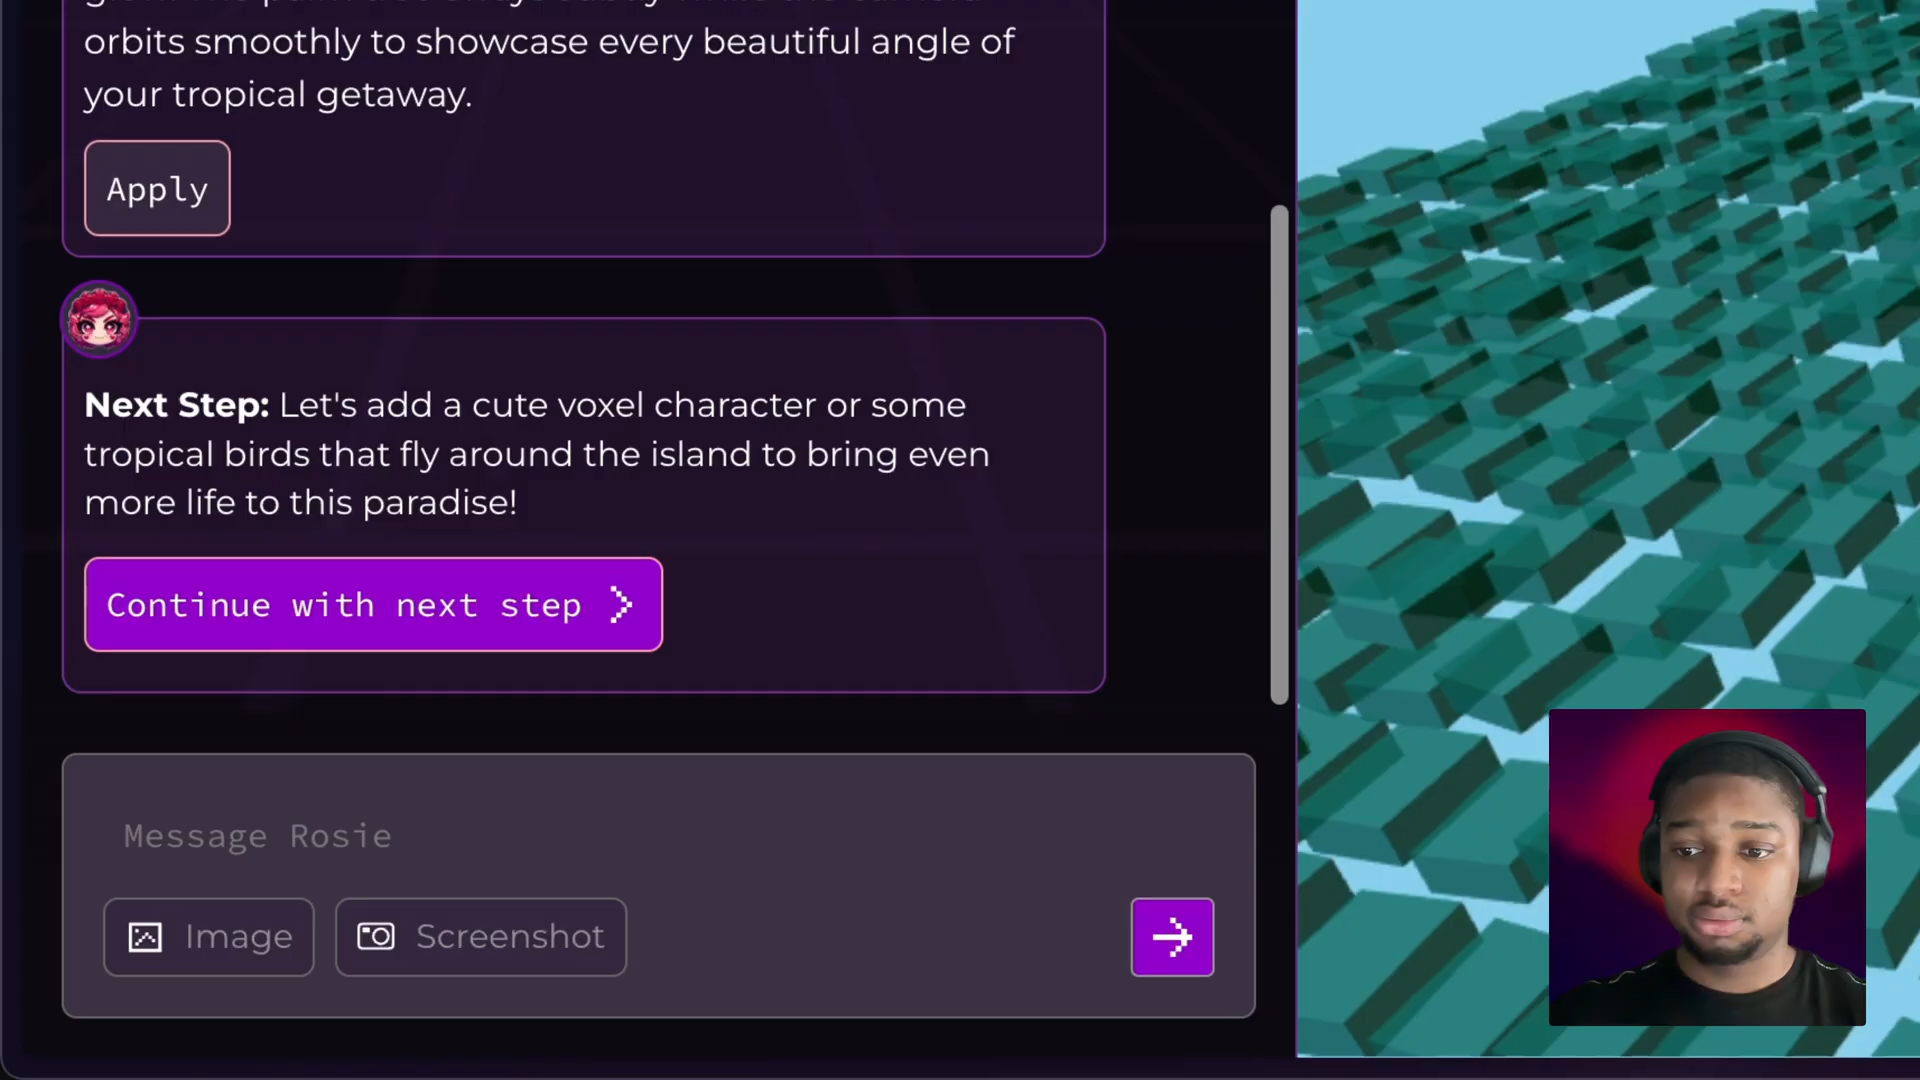 orbits smoothly to showcase every beautiful angle of
your tropical getaway.
Apply
Next Step: Let's add a cute voxel character or some
tropical birds that fly around the island to bring even
more life to this paradise!
Continue with next step
Message Rosie
Image
Screenshot